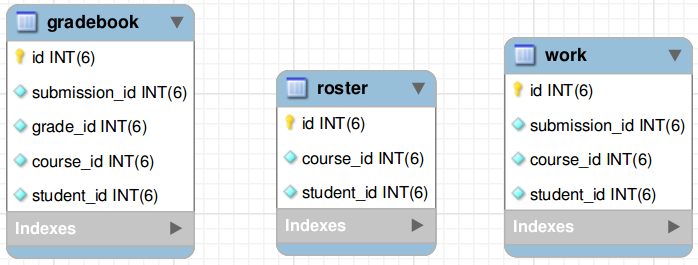 gradebook
id INT(6)
submission_id INT(6)
grade_id INT(6)
course_id INT(6)
student_id INT(6)
Indexes
roster
id INT(6)
course_id INT(6)
student_id INT(6)
Indexes
work
id INT(6)
submission_id INT(6)
course_id INT(6)
student_id INT(6)
Indexes